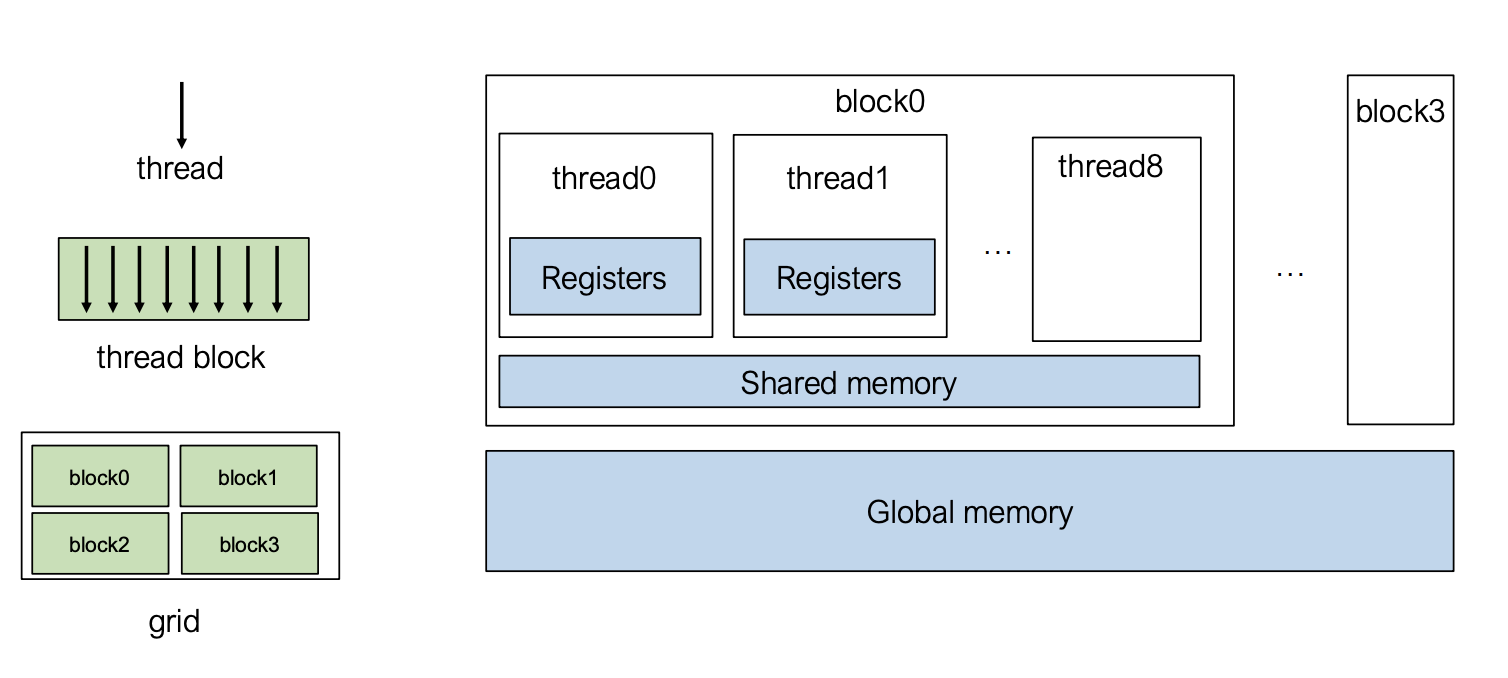 thread
thread block
block0
block1
block2
block3
grid
block0
thread0
Registers
thread1
Registers
...
thread8
Shared memory
...
block3
Global memory